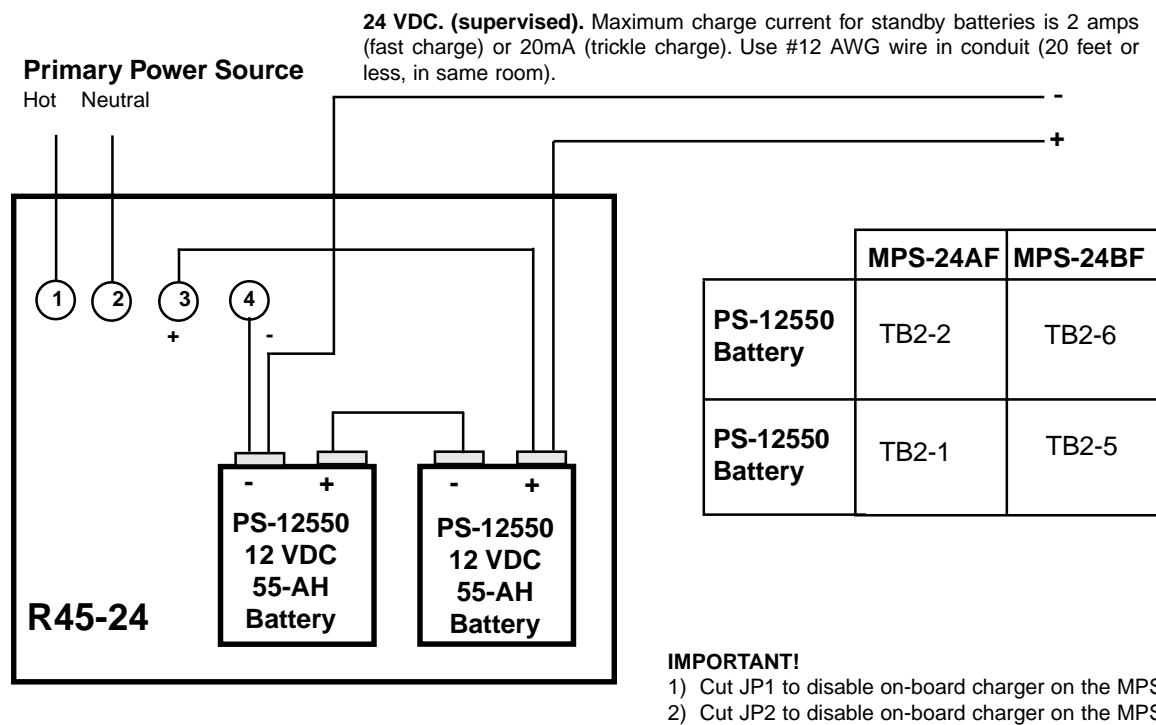 24 VDC. (supervised). Maximum charge current for standby batteries is 2 amps
(fast charge) or 20mA (trickle charge). Use #12 AWG wire in conduit (20 feet or
less, in same room).
Primary Power Source
Hot Neutral
-
+
1 2 3 4
+ -
MPS-24AF MPS-24BF
PS-12550
Battery
TB2-2 TB2-6
PS-12550
Battery
TB2-1 TB2-5
- +
PS-12550
12 VDC
55-AH
Battery
- +
PS-12550
12 VDC
55-AH
Battery
R45-24
IMPORTANT!
1) Cut JP1 to disable on-board charger on the MPS
2) Cut JP2 to disable on-board charger on the MPS